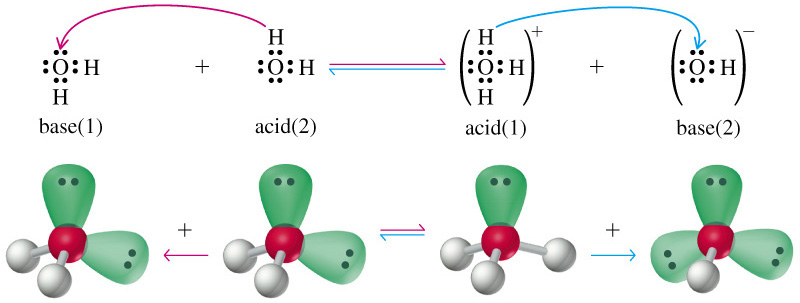 H H
:O:H + :O:H :O:H + + :O:H −
H H
base(1) acid(2) acid(1) base(2)
+ +